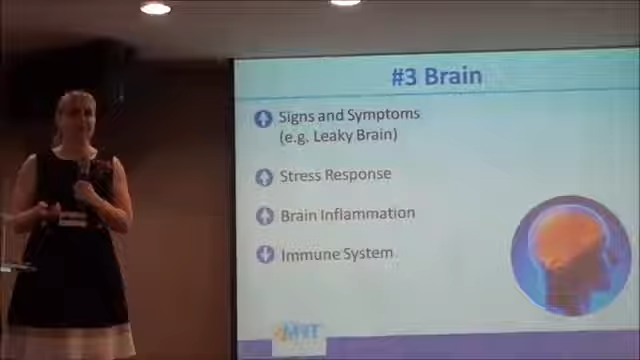 #3 Brain
Signs and Symptoms
(e.g. Leaky Brain)
Stress Response
Brain Inflammation
Immune System